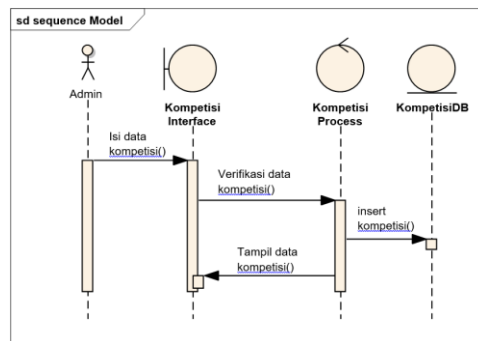 sd sequence Model
Admin
Kompetisi
Interface
Kompetisi
Process
KompetisiDB
Isi data
kompetisi()
Verifikasi data
kompetisi()
insert
kompetisi()
Tampil data
kompetisi()